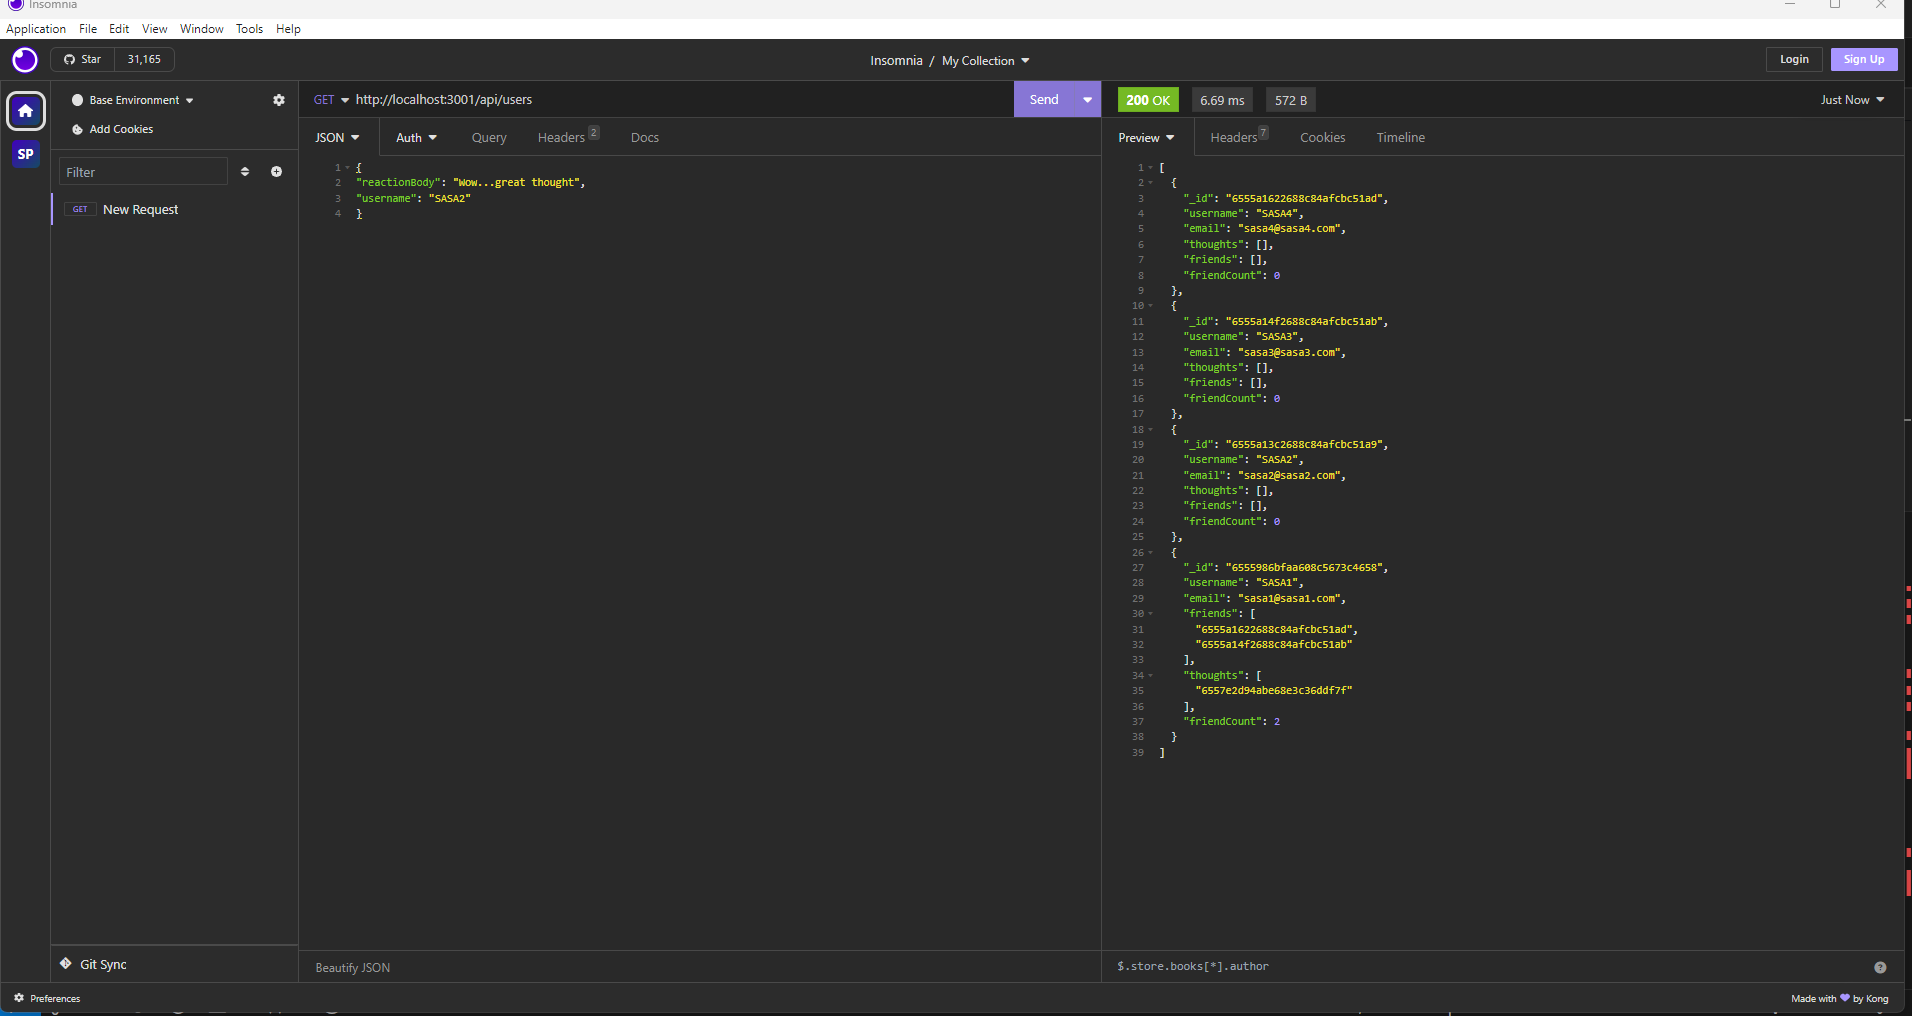 Insomnia
Application File Edit View Window Tools Help
Star 31,165
Insomnia / My Collection
Login Sign Up
Base Environment
Add Cookies
SP
Filter
GET New Request
GET http://localhost:3001/api/users
Send
JSON Auth Query Headers 2 Docs
1 {
2 "reactionBody": "Wow...great thought",
3 "username": "SASA2"
4 }
200 OK 6.69 ms 572 B
Just Now
Preview Headers 7 Cookies Timeline
1 [
2 {
3 "_id": "6555a1622688c84afcbc51ad",
4 "username": "SASA4",
5 "email": "sasa4@sasa4.com",
6 "thoughts": [],
7 "friends": [],
8 "friendCount": 0
9 },
10 {
11 "_id": "6555a14f2688c84afcbc51ab",
12 "username": "SASA3",
13 "email": "sasa3@sasa3.com",
14 "thoughts": [],
15 "friends": [],
16 "friendCount": 0
17 },
18 {
19 "_id": "6555a13c2688c84afcbc51a9",
20 "username": "SASA2",
21 "email": "sasa2@sasa2.com",
22 "thoughts": [],
23 "friends": [],
24 "friendCount": 0
25 },
26 {
27 "_id": "6555986bfaa608c5673c4658",
28 "username": "SASA1",
29 "email": "sasa1@sasa1.com",
30 "friends": [
31 "6555a1622688c84afcbc51ad",
32 "6555a14f2688c84afcbc51ab"
33 ],
34 "thoughts": [
35 "6557e2d94abe68e3c36ddf7f"
36 ],
37 "friendCount": 2
38 }
39 ]
Git Sync
Beautify JSON
$.store.books[*].author
Preferences
Made with 💜 by Kong